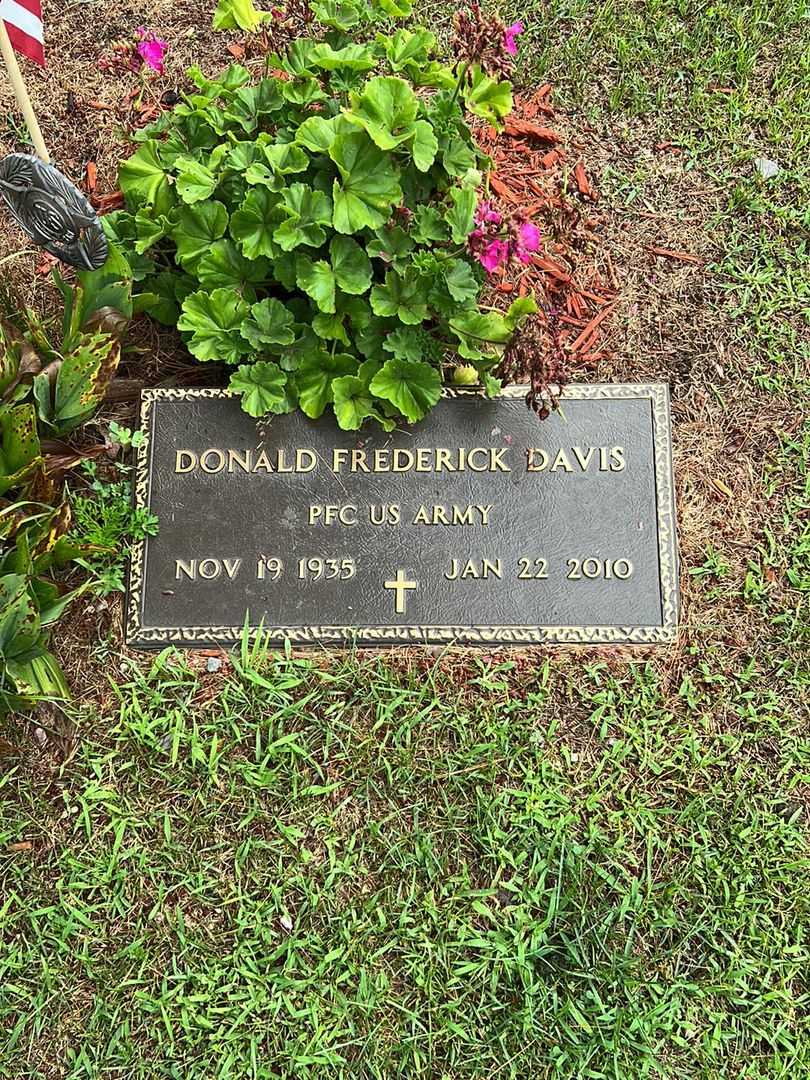 DONALD FREDERICK DAVIS
PFC US ARMY
NOV 19 1935 JAN 22 2010